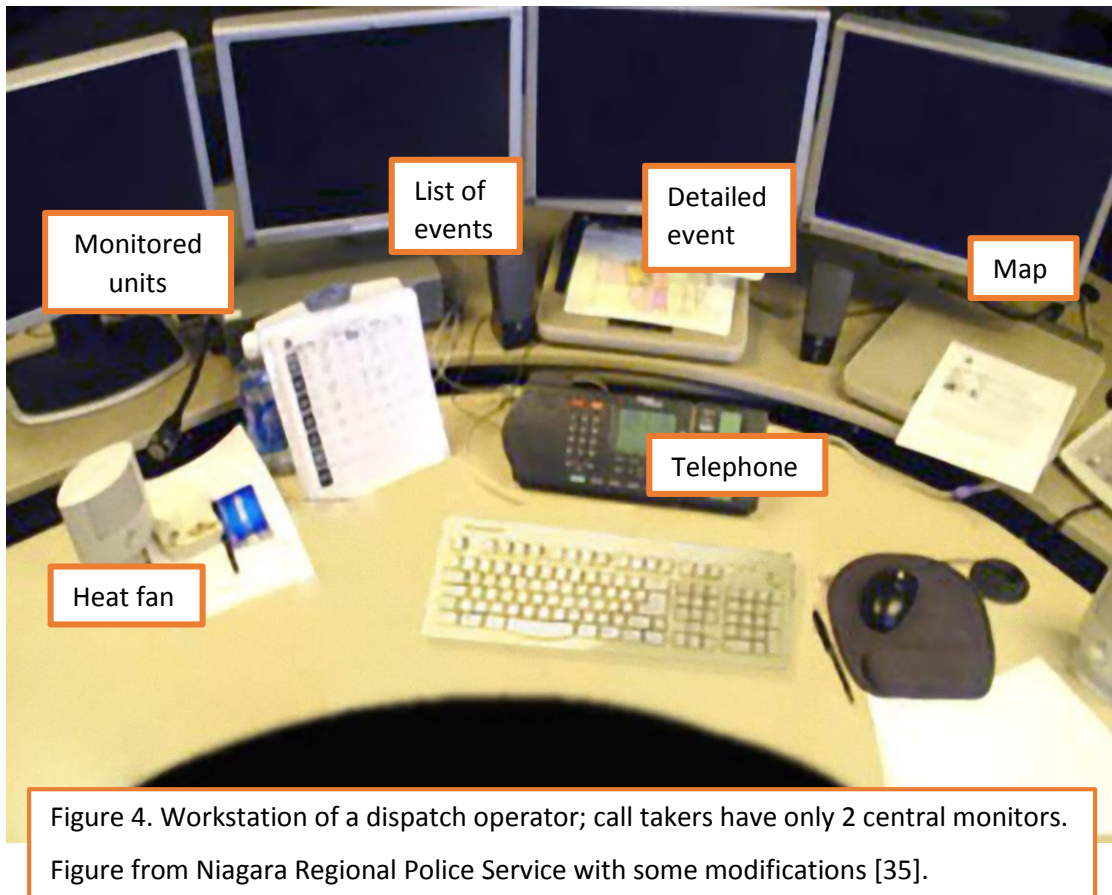 List of
events
Detailed
event
Monitored
units
Map
Telephone
Heat fan
Figure 4. Workstation of a dispatch operator; call takers have only 2 central monitors.
Figure from Niagara Regional Police Service with some modifications [35].